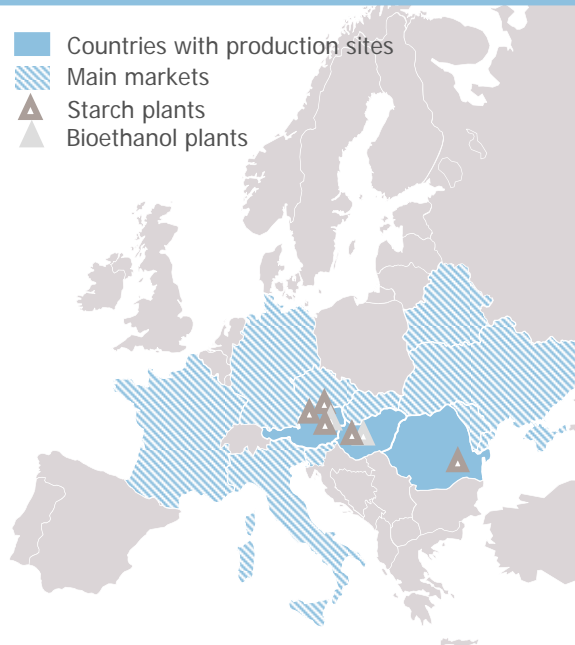 Countries with production sites
Main markets
Starch plants
Bioethanol plants